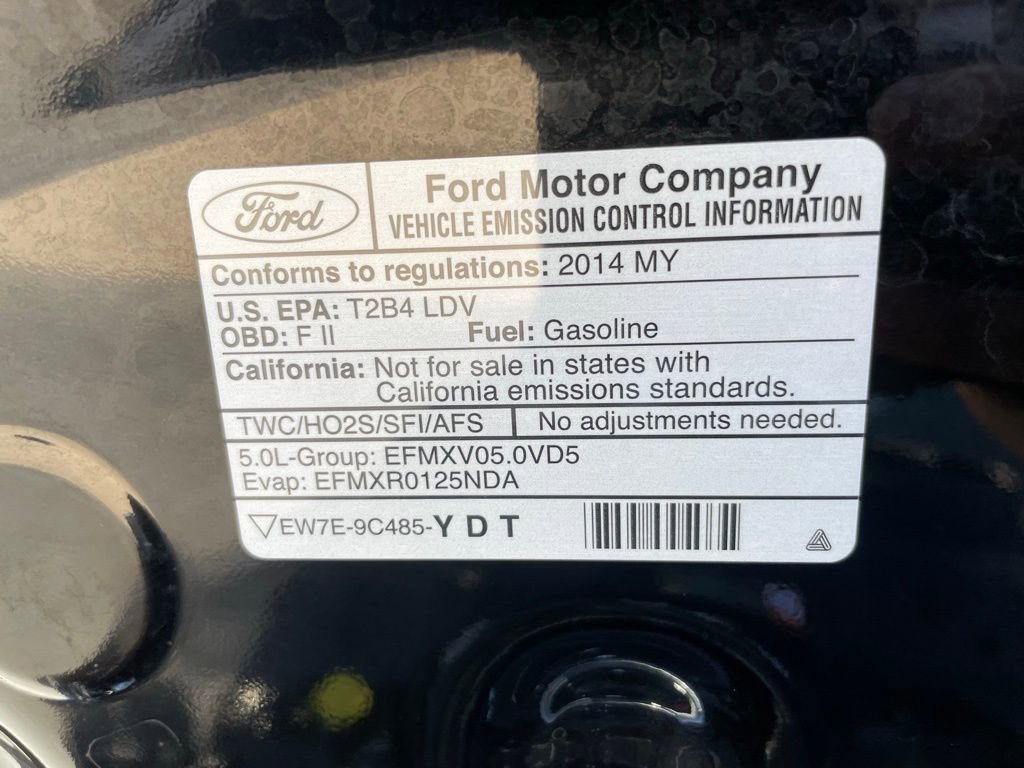 Ford
Ford Motor Company
VEHICLE EMISSION CONTROL INFORMATION
Conforms to regulations: 2014 MY
U.S. EPA: T2B4 LDV
OBD: F II Fuel: Gasoline
California: Not for sale in states with
California emissions standards.
TWC/HO2S/SFI/AFS No adjustments needed.
5.0L-Group: EFMXV05.0VD5
Evap: EFMXR0125NDA
EW7E-9C485-Y D T